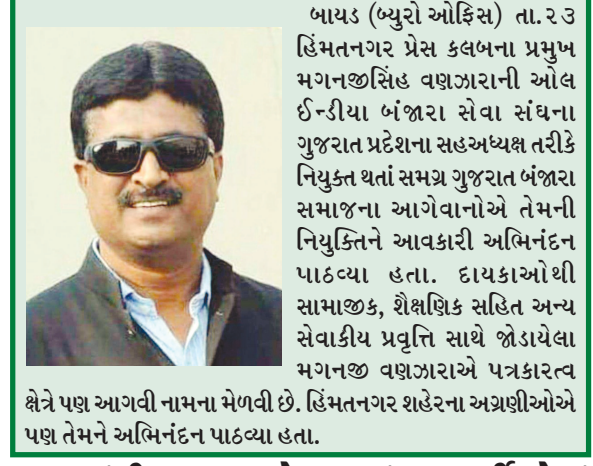 બાયડ (બ્યુરો ઓફિસ) તા.૨૩
હિંમતનગર પ્રેસ કલબના પ્રમુખ
મગનજીસિંહ વણઝારાની ઓલ
ઈન્ડીયા બંજારા સેવા સંઘના
ગુજરાત પ્રદેશના સહઅધ્યક્ષ તરીકે
નિયુક્ત થતાં સમગ્ર ગુજરાત બંજારા
સમાજના આગેવાનોએ તેમની
નિયુક્તિને આવકારી અભિનંદન
પાઠવ્યા હતા. દાયકાઓથી
સામાજીક, શૈક્ષણિક સહિત અન્ય
સેવાકીય પ્રવૃત્તિ સાથે જોડાયેલા
મગનજી વણઝારાએ પત્રકારત્વ
ક્ષેત્રે પણ આગવી નામના મેળવી છે. હિંમતનગર શહેરના અગ્રણીઓએ
પણ તેમને અભિનંદન પાઠવ્યા હતા.